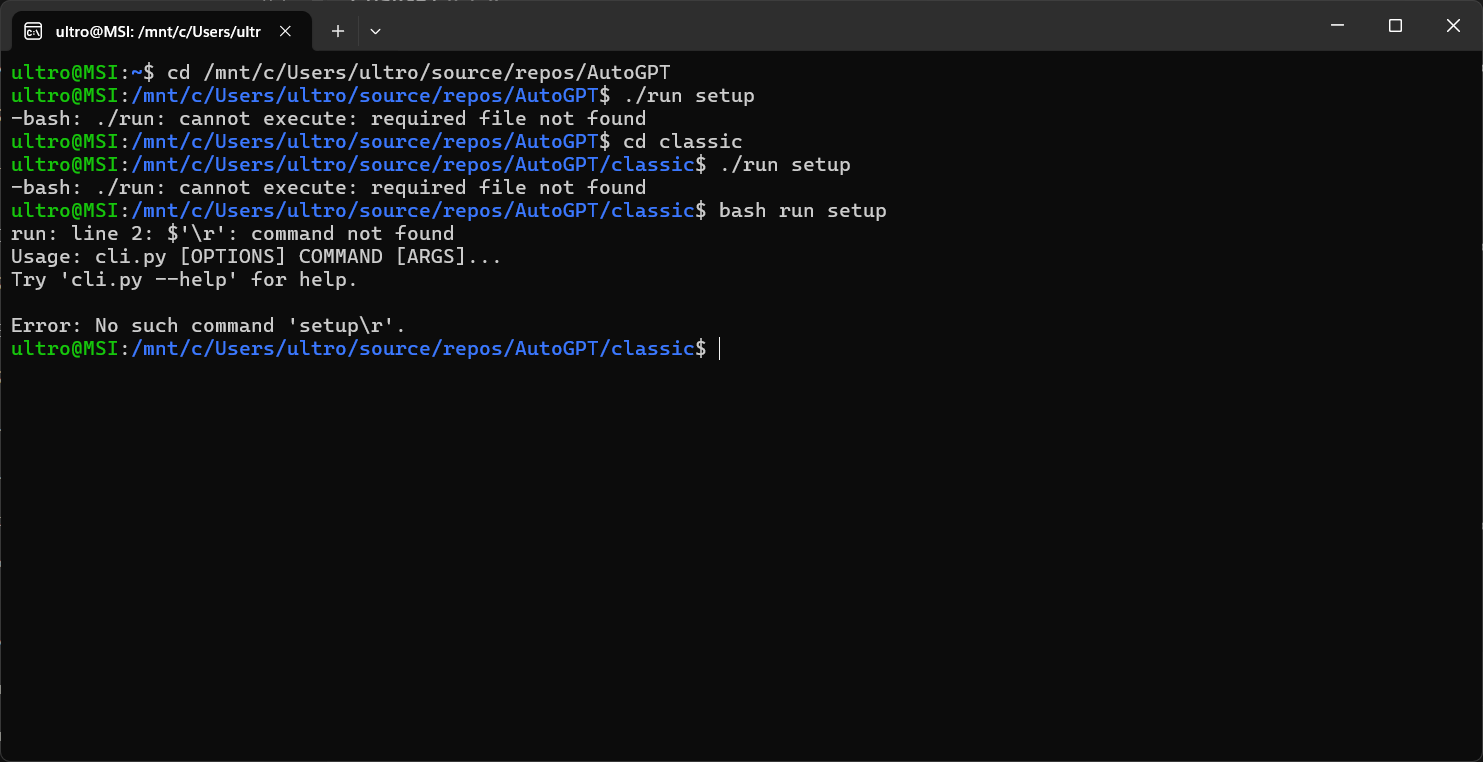 ultro@MSI: /mnt/c/Users/ultr
ultro@MSI:~$ cd /mnt/c/Users/ultro/source/repos/AutoGPT
ultro@MSI:/mnt/c/Users/ultro/source/repos/AutoGPT$ ./run setup
-bash: ./run: cannot execute: required file not found
ultro@MSI:/mnt/c/Users/ultro/source/repos/AutoGPT$ cd classic
ultro@MSI:/mnt/c/Users/ultro/source/repos/AutoGPT/classic$ ./run setup
-bash: ./run: cannot execute: required file not found
ultro@MSI:/mnt/c/Users/ultro/source/repos/AutoGPT/classic$ bash run setup
run: line 2: $'\r': command not found
Usage: cli.py [OPTIONS] COMMAND [ARGS]...
Try 'cli.py --help' for help.

Error: No such command 'setup\r'.
ultro@MSI:/mnt/c/Users/ultro/source/repos/AutoGPT/classic$